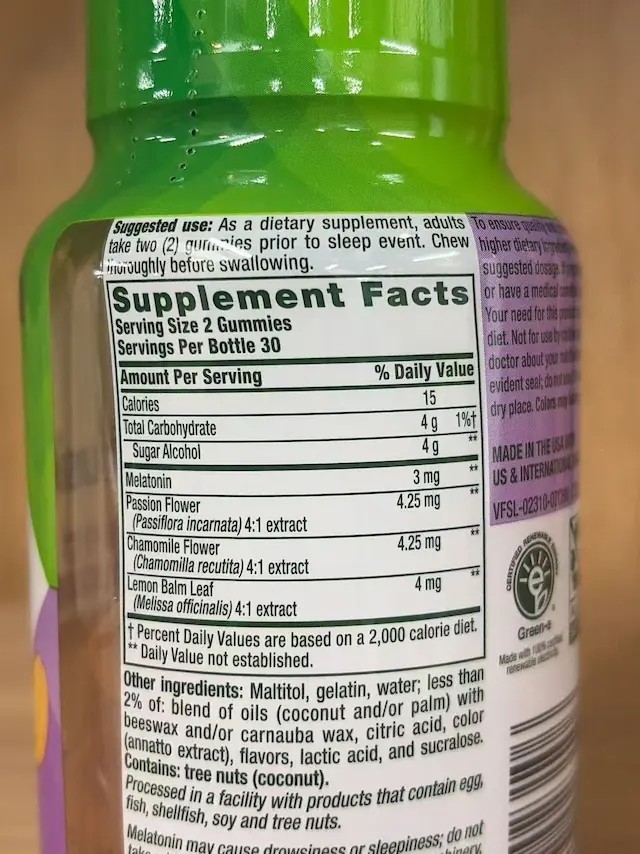 Suggested use: As a dietary supplement, adults
take two (2) gummies prior to sleep event. Chew
thoroughly before swallowing.
Supplement Facts
Serving Size 2 Gummies
Servings Per Bottle 30
Amount Per Serving % Daily Value
Calories 15
Total Carbohydrate 4 g 1%†
Sugar Alcohol 4 g **
Melatonin 3 mg **
Passion Flower 4.25 mg **
(Passiflora incarnata) 4:1 extract
Chamomile Flower 4.25 mg **
(Chamomilla recutita) 4:1 extract
Lemon Balm Leaf 4 mg **
(Melissa officinalis) 4:1 extract
† Percent Daily Values are based on a 2,000 calorie diet.
** Daily Value not established.
Other ingredients: Maltitol, gelatin, water; less than
2% of: blend of oils (coconut and/or palm) with
beeswax and/or carnauba wax, citric acid, color
(annatto extract), flavors, lactic acid, and sucralose.
Contains: tree nuts (coconut).
Processed in a facility with products that contain egg,
fish, shellfish, soy and tree nuts.
Melatonin may cause drowsiness or sleepiness; do not
To ensure quality
higher dietary
suggested dosage.
or have a medical
Your need for this
diet. Not for use by
doctor about your
evident seal; do not
dry place. Colors may
MADE IN THE USA
US & INTERNATIONAL
VFSL-02310
CERTIFIED RENEWABLE
Green-e
Made with 100%
renewable